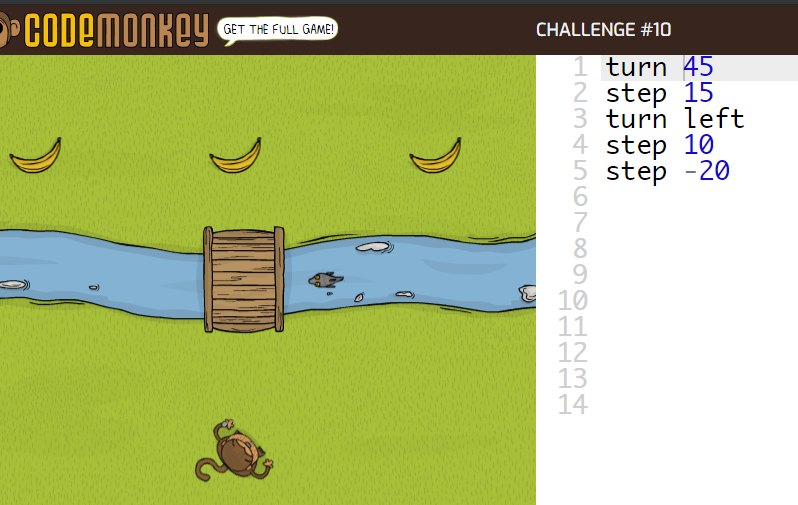 CODEMONKEY
GET THE FULL GAME!
CHALLENGE #10
1 turn 45
2 step 15
3 turn left
4 step 10
5 step -20
6
7
8
9
10
11
12
13
14